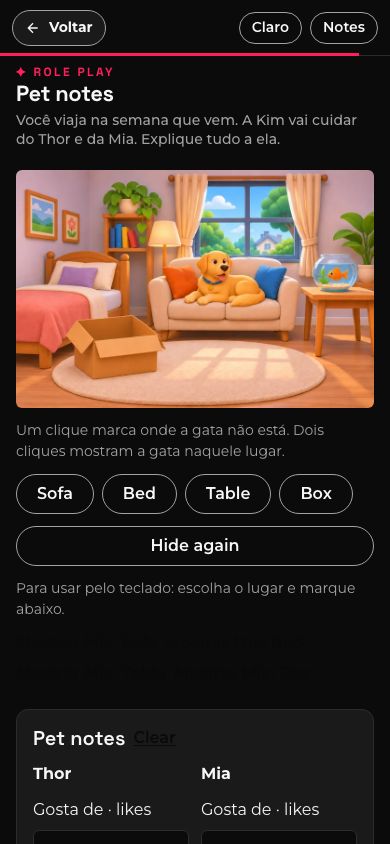 ← Voltar
Claro
Notes
✦ ROLE PLAY
Pet notes
Você viaja na semana que vem. A Kim vai cuidar
do Thor e da Mia. Explique tudo a ela.
Um clique marca onde a gata não está. Dois
cliques mostram a gata naquele lugar.
Sofa
Bed
Table
Box
Hide again
Para usar pelo teclado: escolha o lugar e marque
abaixo.
Pet notes Clear
Thor
Mia
Gosta de · likes
Gosta de · likes